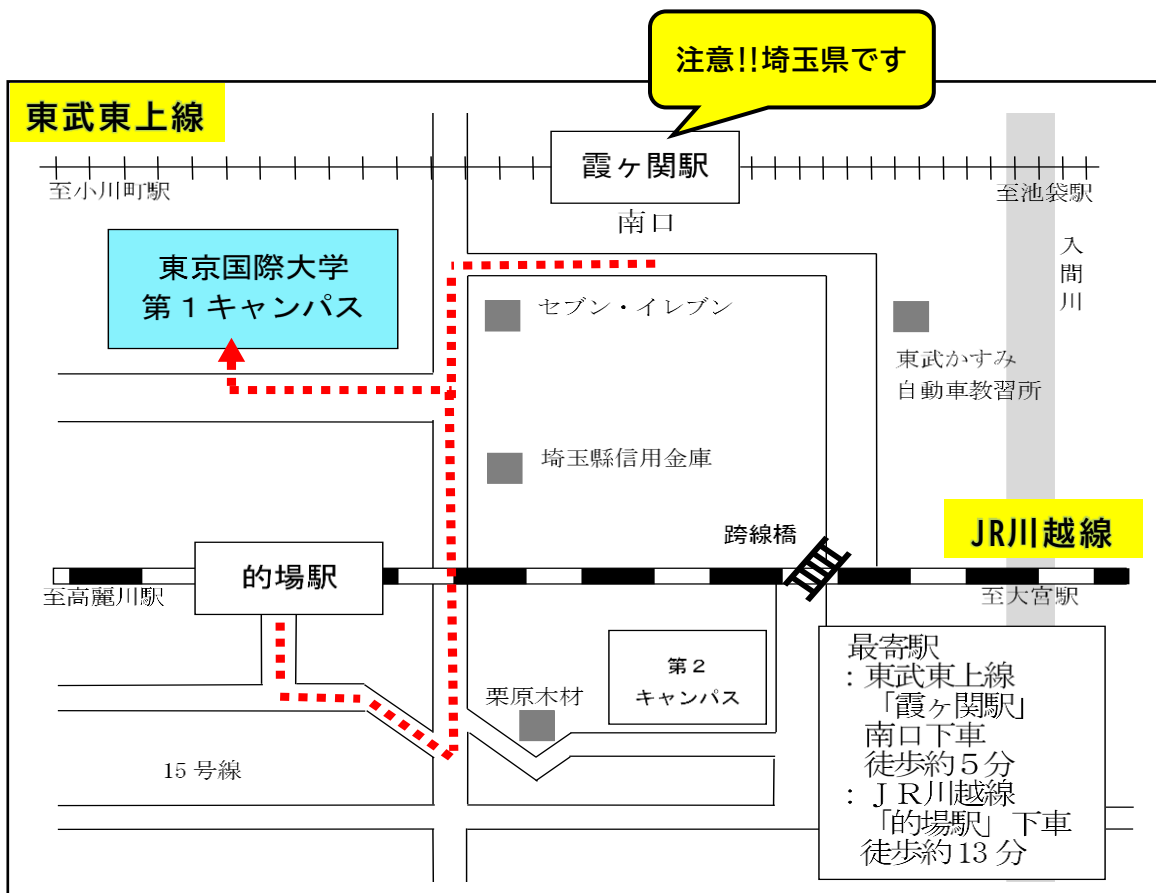 注意!!埼玉県です
東武東上線
霞ヶ関駅
至小川町駅
至池袋駅
南口
東京国際大学
第1キャンパス
入間川
セブン・イレブン
東武かすみ
自動車教習所
埼玉縣信用金庫
跨線橋
JR川越線
的場駅
至高麗川駅
至大宮駅
第2
キャンパス
栗原木材
15号線
最寄駅
:東武東上線
「霞ヶ関駅」
南口下車
徒歩約5分
:JR川越線
「的場駅」下車
徒歩約13分